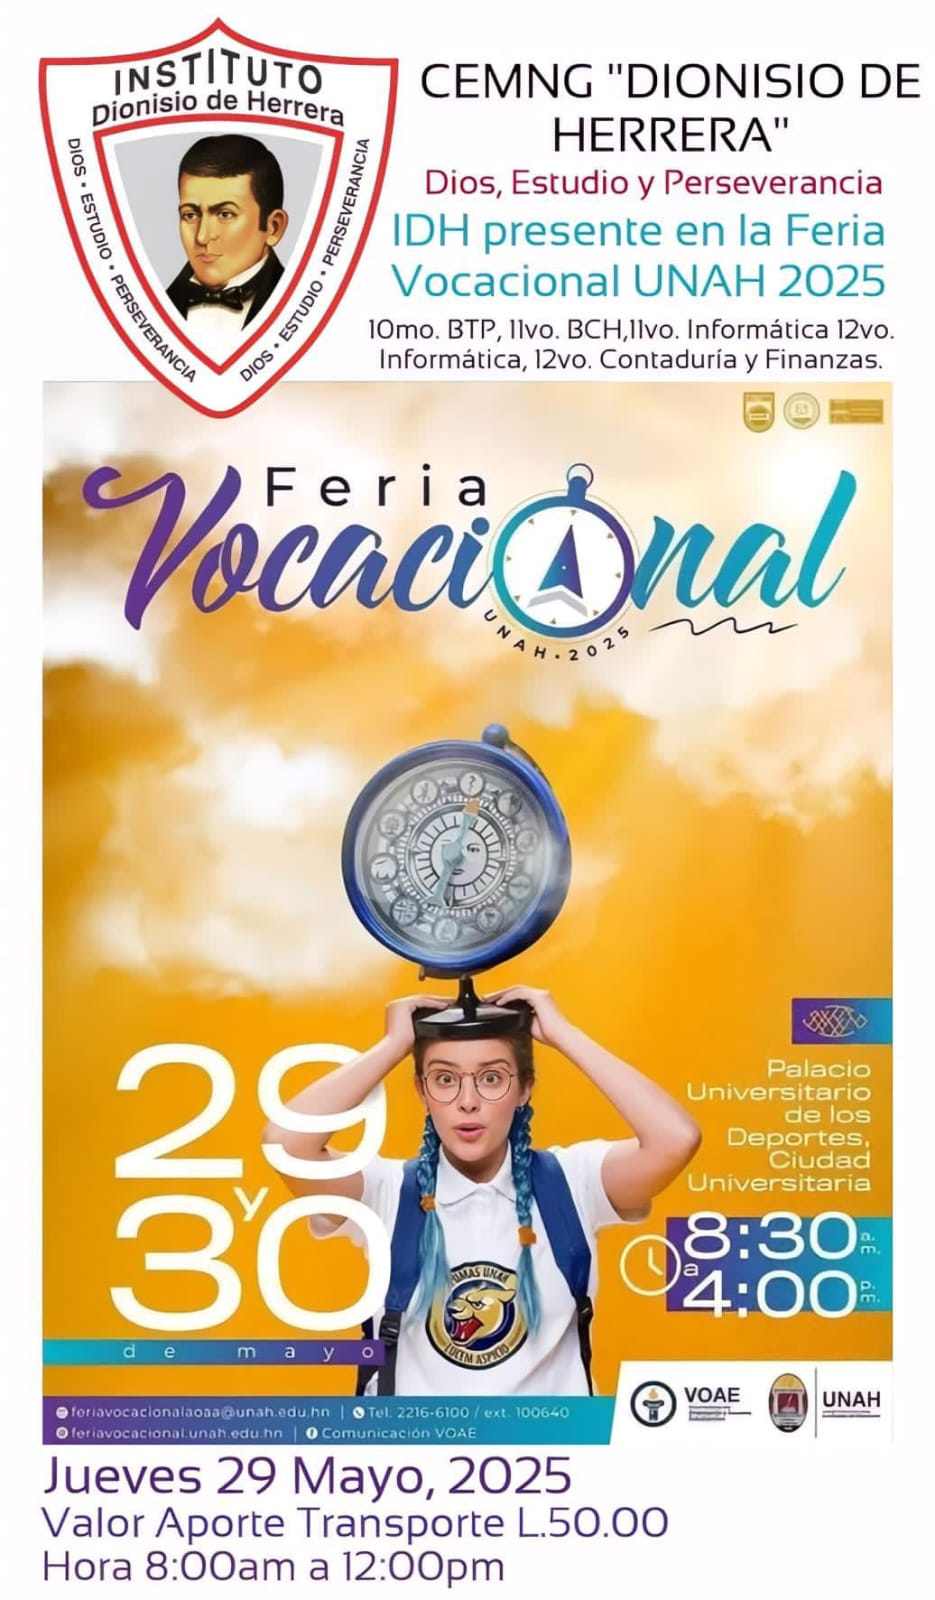 INSTITUTO
Dionisio de Herrera
DIOS • ESTUDIO • PERSEVERANCIA
DIOS • ESTUDIO • PERSEVERANCIA
CEMNG "DIONISIO DE
HERRERA"
Dios, Estudio y Perseverancia
IDH presente en la Feria
Vocacional UNAH 2025
10mo. BTP, 11vo. BCH,11vo. Informática 12vo.
Informática, 12vo. Contaduría y Finanzas.
Feria
Vocacional
UNAH • 2025
29
y
30
de mayo
Palacio
Universitario
de los
Deportes,
Ciudad
Universitaria
8:30 a.m.
a
4:00 p.m.
PUMAS UNAH
LUCEM ASPICIO
feriavocacionalaoaa@unah.edu.hn | Tel: 2216-6100 / ext. 100640
feriavocacional.unah.edu.hn | Comunicación VOAE
VOAE
UNAH
Jueves 29 Mayo, 2025
Valor Aporte Transporte L.50.00
Hora 8:00am a 12:00pm